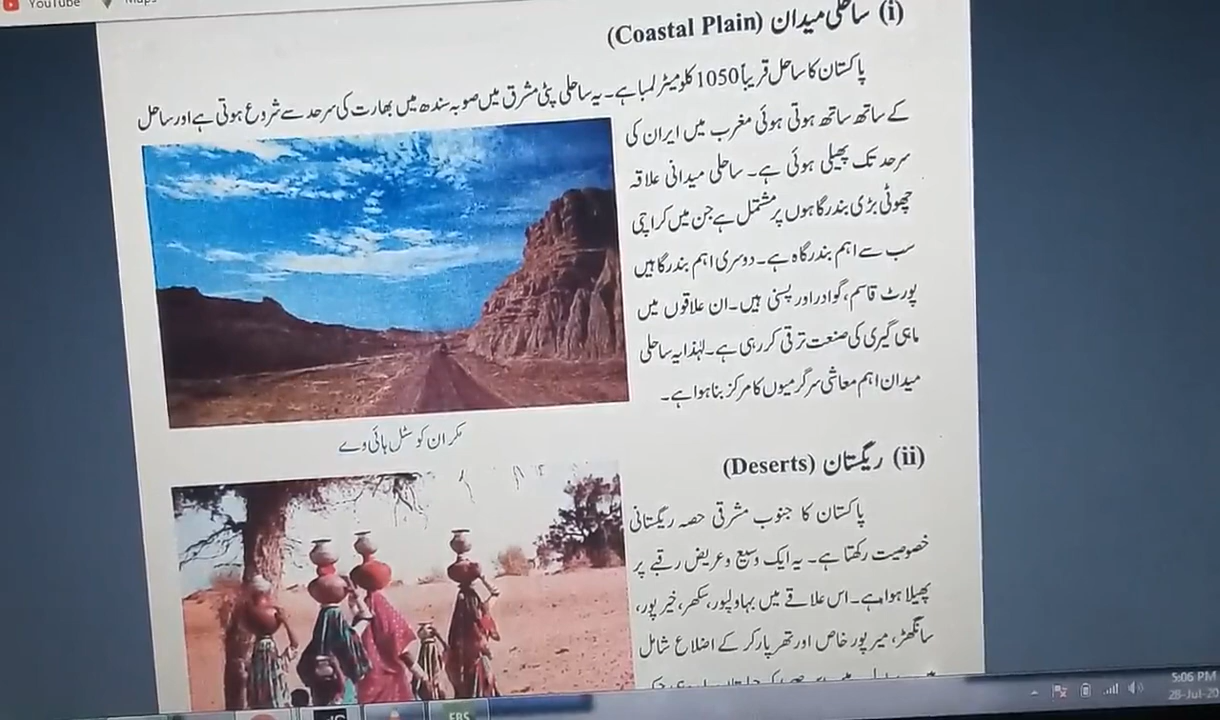 YouTube
Maps
(i) ساحلی میدان (Coastal Plain)
پاکستان کا ساحل قریباً 1050 کلومیٹر لمبا ہے۔ یہ ساحلی پٹی مشرق میں صوبہ سندھ میں بھارت کی سرحد سے شروع ہوتی ہے اور ساحل
کے ساتھ ساتھ ہوتی ہوئی مغرب میں ایران کی
سرحد تک پھیلی ہوئی ہے۔ ساحلی میدانی علاقہ
چھوٹی بڑی بندرگاہوں پر مشتمل ہے جن میں کراچی
سب سے اہم بندرگاہ ہے۔ دوسری اہم بندرگاہیں
پورٹ قاسم، گوادر اور پسنی ہیں۔ ان علاقوں میں
ماہی گیری کی صنعت ترقی کر رہی ہے۔ لہٰذا یہ ساحلی
میدان اہم معاشی سرگرمیوں کا مرکز بنا ہوا ہے۔
مکران کوسٹل ہائی وے
(ii) ریگستان (Deserts)
پاکستان کا جنوب مشرقی حصہ ریگستانی
خصوصیت رکھتا ہے۔ یہ ایک وسیع و عریض رقبے پر
پھیلا ہوا ہے۔ اس علاقے میں بہاولپور، سکھر، خیر پور،
سانگھڑ، میر پور خاص اور تھر پارکر کے اضلاع شامل
5:06 PM
28-Jul-20